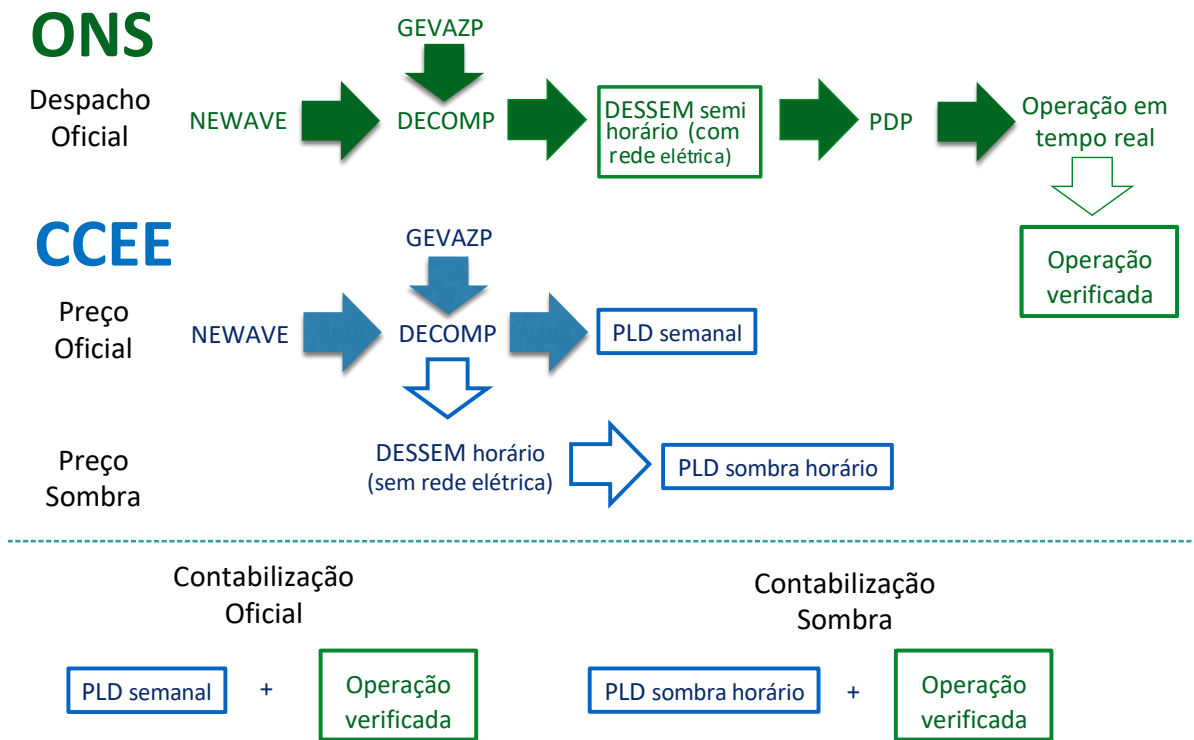 ONS
Despacho
Oficial
GEVAZP
NEWAVE
DECOMP
DESSEM semi
horário (com
rede elétrica)
PDP
Operação em
tempo real
Operação
verificada
CCEE
Preço
Oficial
GEVAZP
NEWAVE
DECOMP
PLD semanal
Preço
Sombra
DESSEM horário
(sem rede elétrica)
PLD sombra horário
Contabilização
Oficial
Contabilização
Sombra
PLD semanal
+
Operação
verificada
PLD sombra horário
+
Operação
verificada